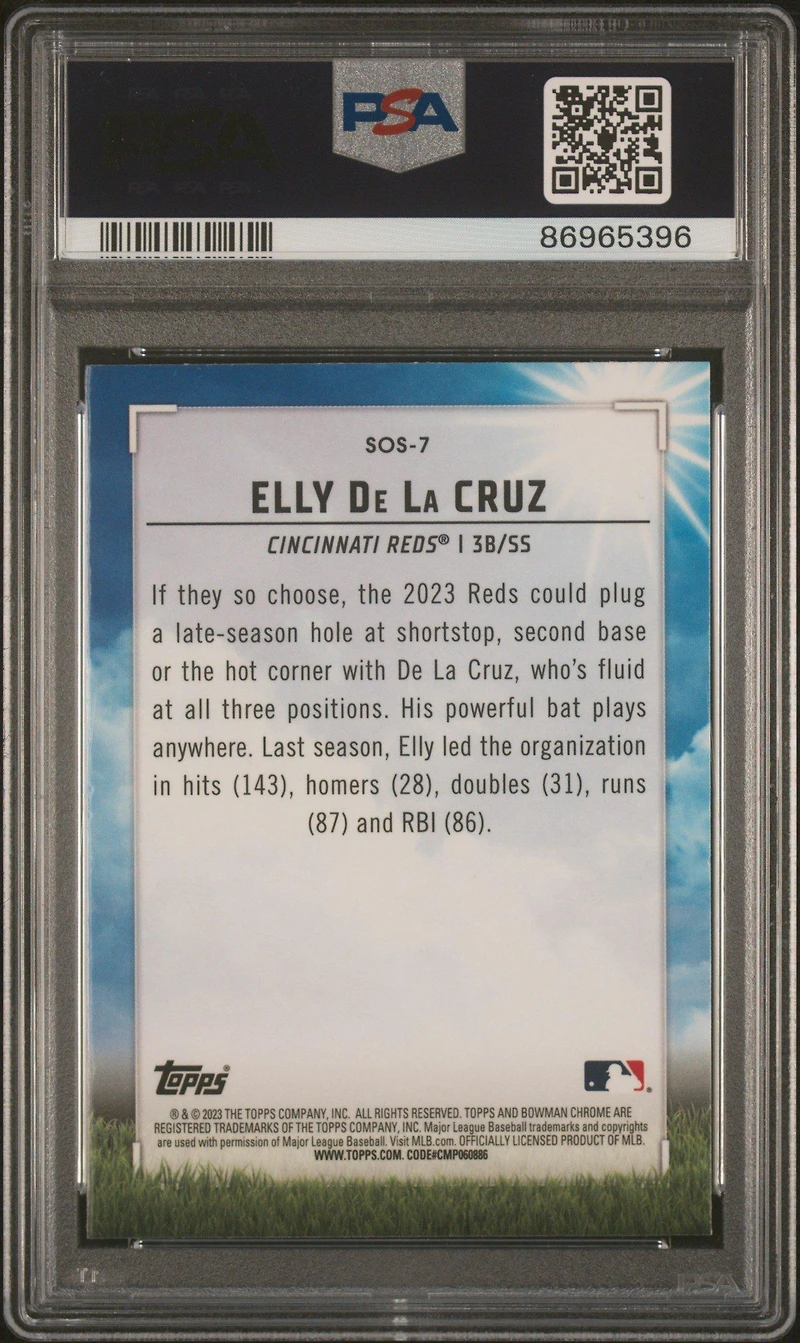 PSA
86965396
SOS-7
ELLY DE LA CRUZ
CINCINNATI REDS® | 3B/SS
If they so choose, the 2023 Reds could plug
a late-season hole at shortstop, second base
or the hot corner with De La Cruz, who's fluid
at all three positions. His powerful bat plays
anywhere. Last season, Elly led the organization
in hits (143), homers (28), doubles (31), runs
(87) and RBI (86).
Topps®
® & © 2023 THE TOPPS COMPANY, INC. ALL RIGHTS RESERVED. TOPPS AND BOWMAN CHROME ARE
REGISTERED TRADEMARKS OF THE TOPPS COMPANY, INC. Major League Baseball trademarks and copyrights
are used with permission of Major League Baseball. Visit MLB.com. OFFICIALLY LICENSED PRODUCT OF MLB.
WWW.TOPPS.COM. CODE#CMP060886
PSA